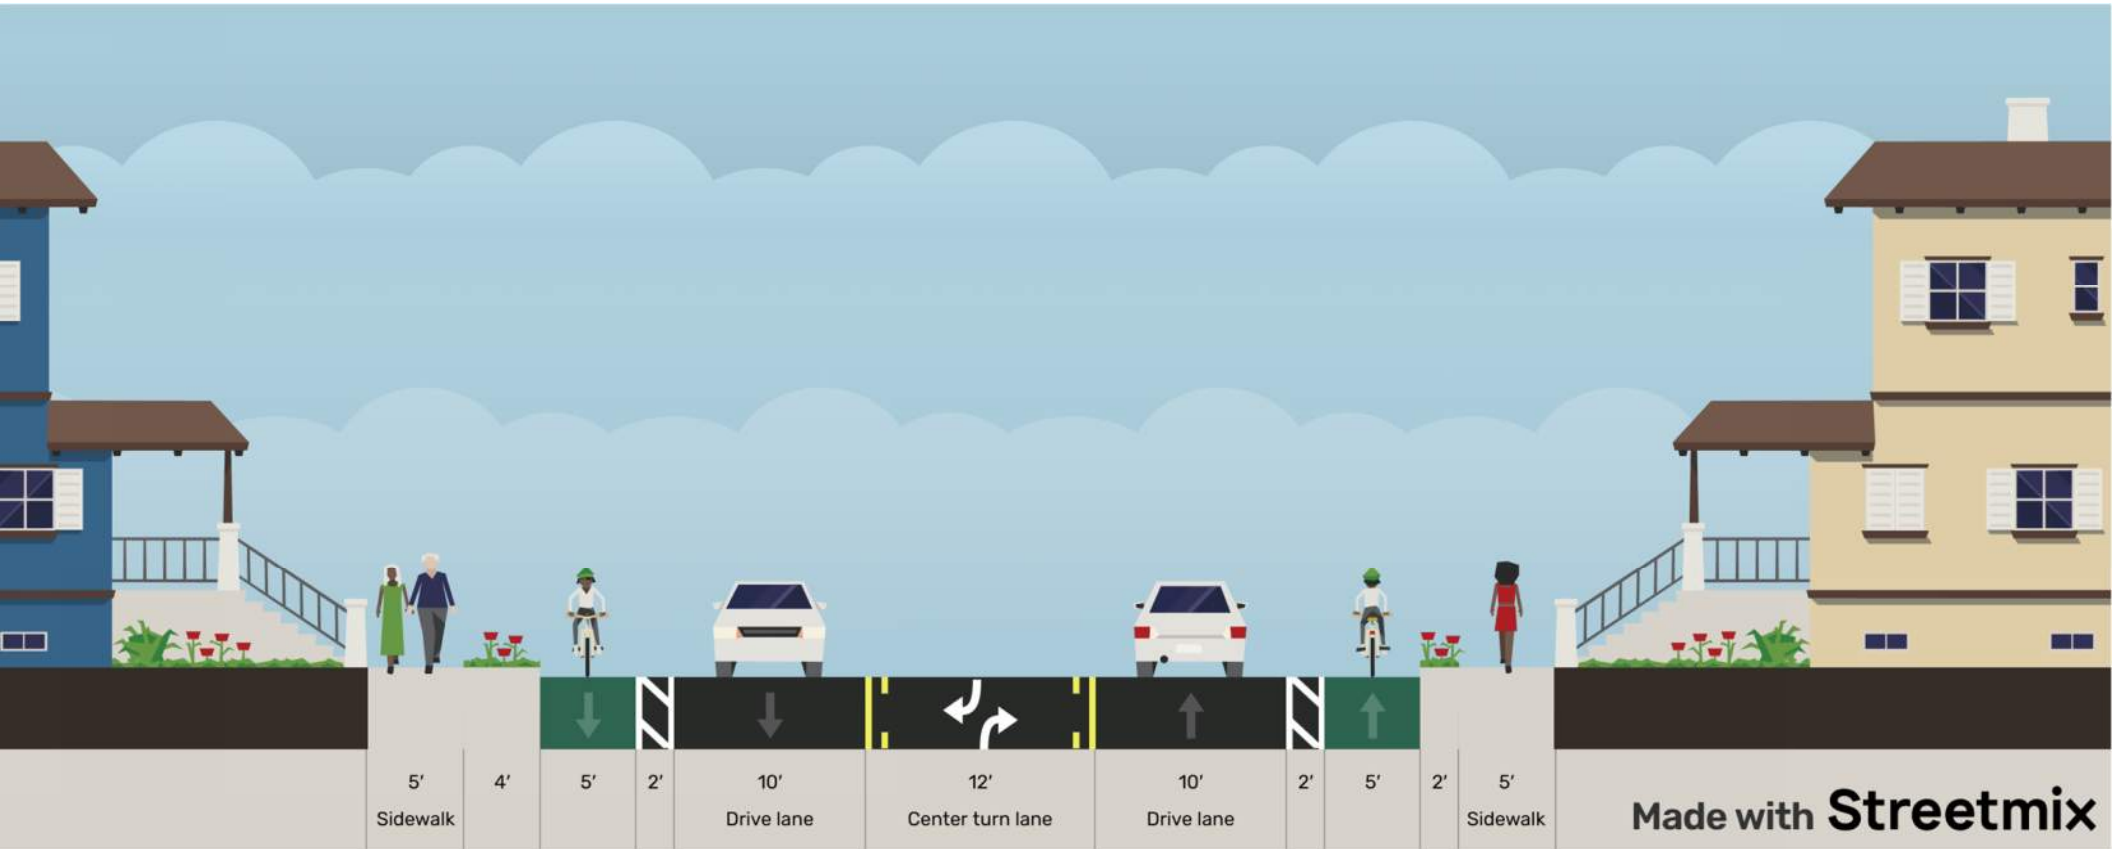 5' 4' 5' 2' 10' 12' 10' 2' 5' 2' 5'
Sidewalk Drive lane Center turn lane Drive lane Sidewalk
Made with Streetmix